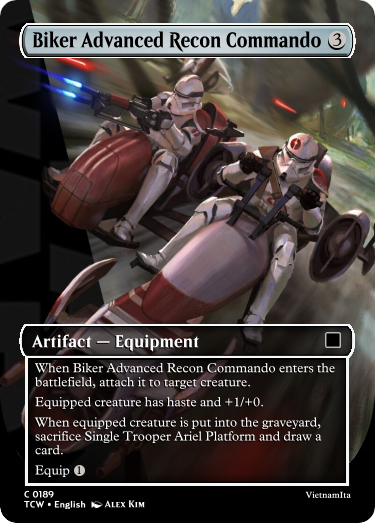 Biker Advanced Recon Commando 3
Artifact — Equipment
When Biker Advanced Recon Commando enters the
battlefield, attach it to target creature.
Equipped creature has haste and +1/+0.
When equipped creature is put into the graveyard,
sacrifice Single Trooper Ariel Platform and draw a
card.
Equip 1
C 0189
TCW • English Alex Kim
VietnamIta